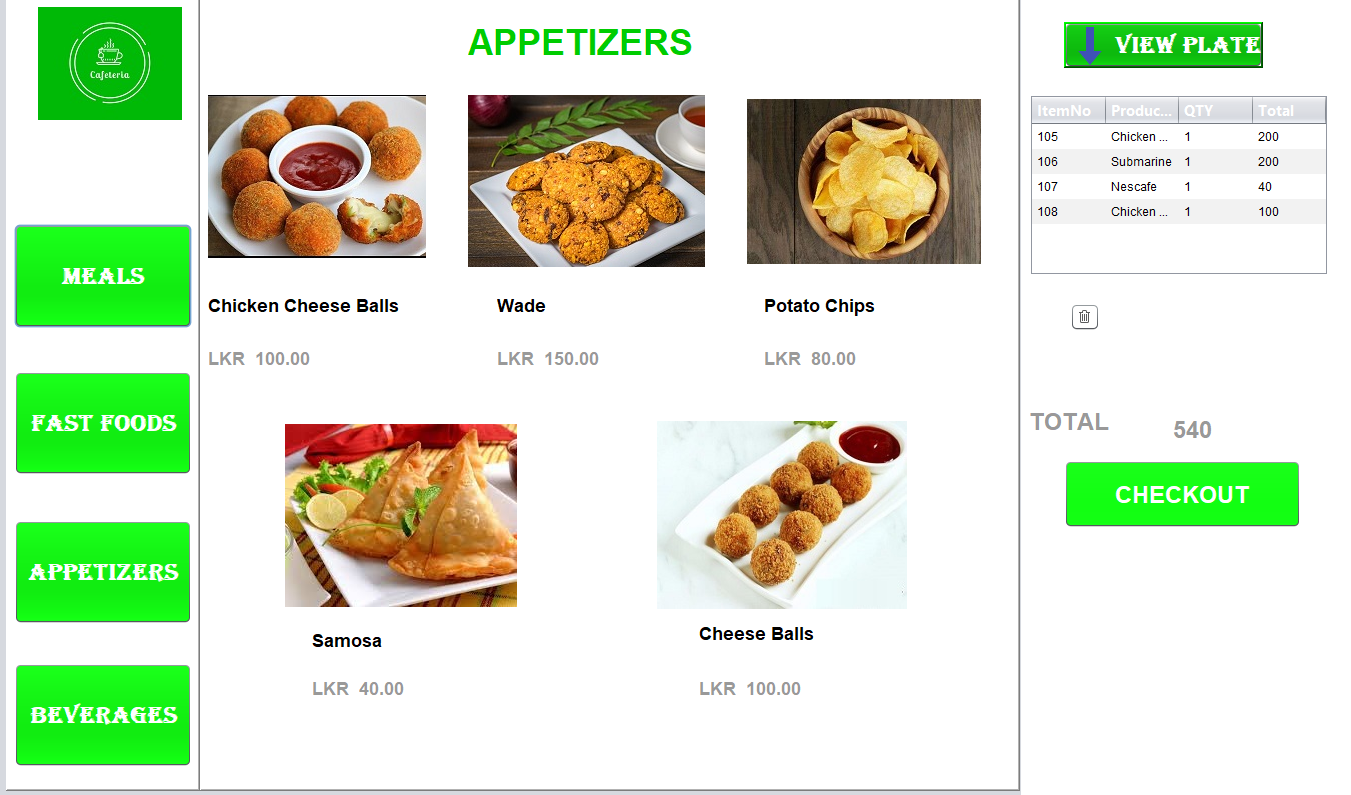 Cafeteria
MEALS
FAST FOODS
APPETIZERS
BEVERAGES
APPETIZERS
Chicken Cheese Balls
LKR 100.00
Wade
LKR 150.00
Potato Chips
LKR 80.00
Samosa
LKR 40.00
Cheese Balls
LKR 100.00
VIEW PLATE
ItemNo Produc... QTY Total
105 Chicken ... 1 200
106 Submarine 1 200
107 Nescafe 1 40
108 Chicken ... 1 100
TOTAL 540
CHECKOUT